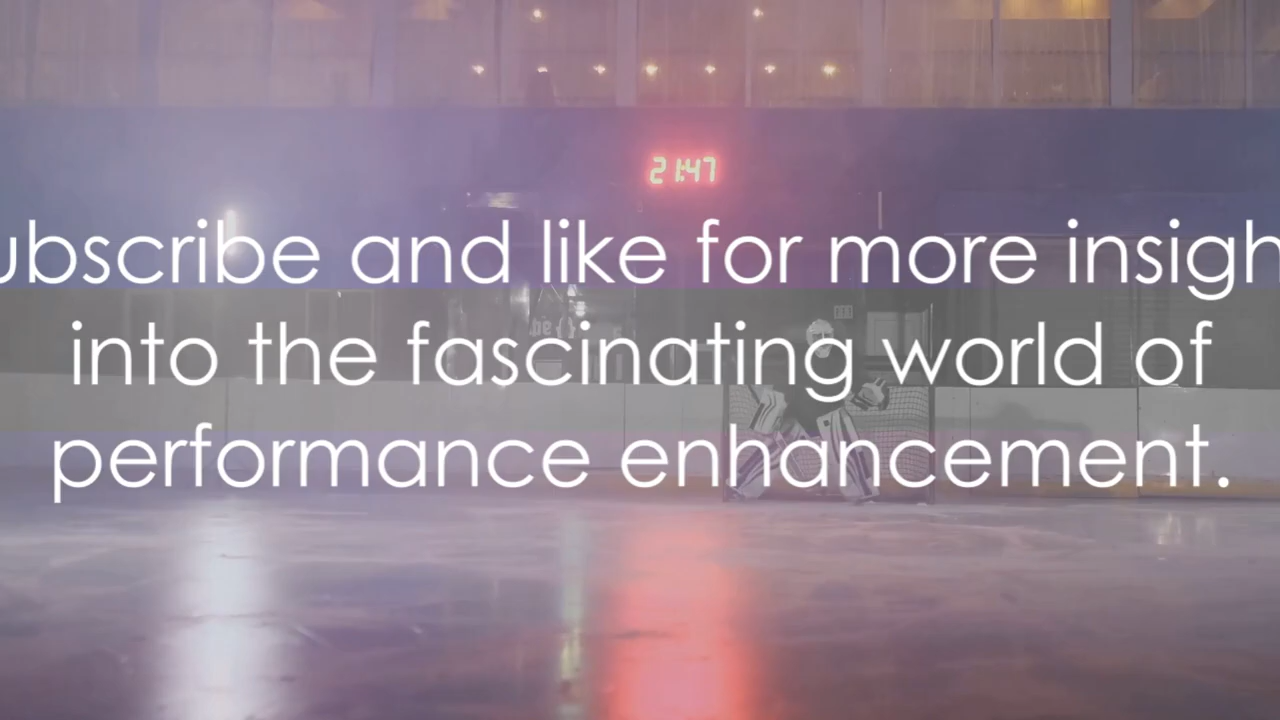 21:47
ubscribe and like for more insigh
into the fascinating world of
performance enhancement.